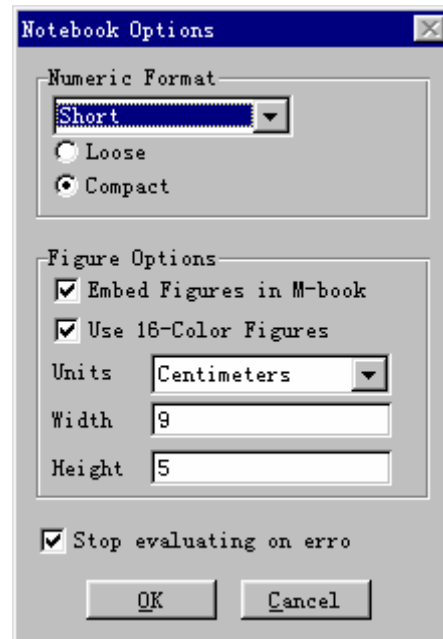 Notebook Options
Numeric Format
Short
Loose
Compact
Figure Options
Embed Figures in M-book
Use 16-Color Figures
Units Centimeters
Width 9
Height 5
Stop evaluating on erro
OK Cancel